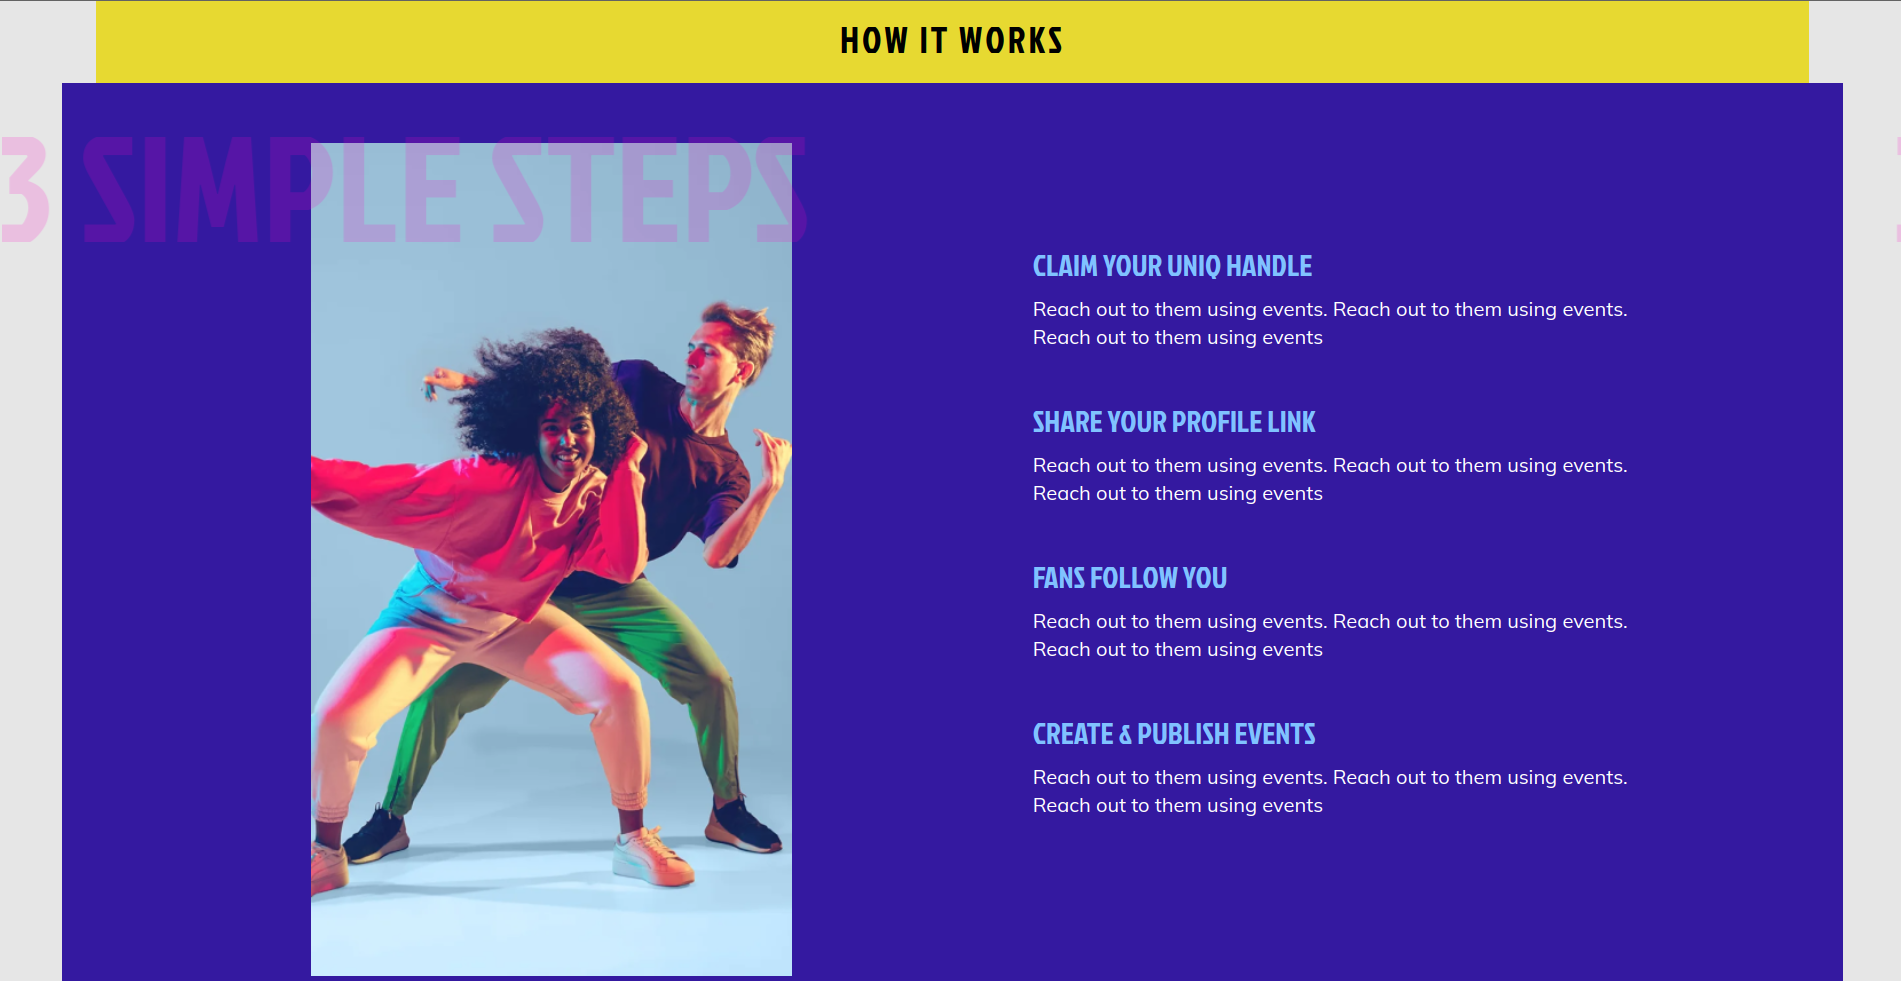 HOW IT WORKS
3 SIMPLE STEPS
CLAIM YOUR UNIQ HANDLE
Reach out to them using events. Reach out to them using events.
Reach out to them using events
SHARE YOUR PROFILE LINK
Reach out to them using events. Reach out to them using events.
Reach out to them using events
FANS FOLLOW YOU
Reach out to them using events. Reach out to them using events.
Reach out to them using events
CREATE & PUBLISH EVENTS
Reach out to them using events. Reach out to them using events.
Reach out to them using events